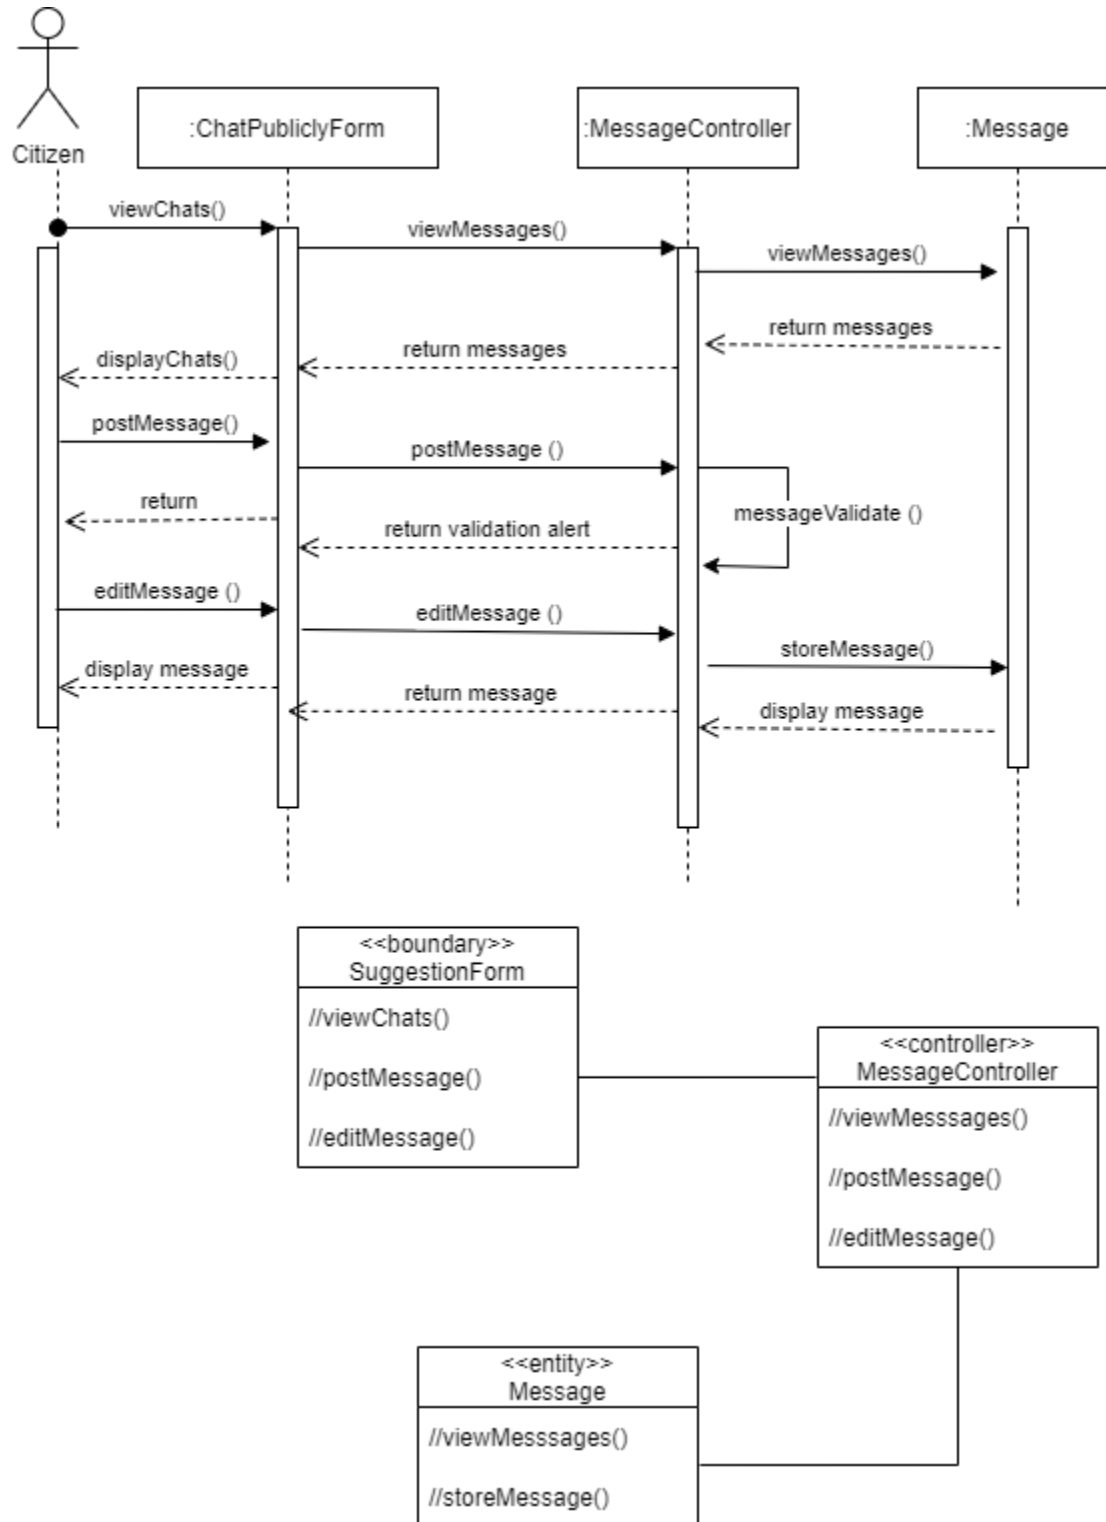 Citizen
:ChatPubliclyForm
:MessageController
:Message
viewChats()
viewMessages()
viewMessages()
return messages
return messages
displayChats()
postMessage()
postMessage ()
messageValidate ()
return
return validation alert
editMessage ()
editMessage ()
storeMessage()
display message
return message
display message
<<boundary>>
SuggestionForm
//viewChats()
//postMessage()
//editMessage()
<<controller>>
MessageController
//viewMesssages()
//postMessage()
//editMessage()
<<entity>>
Message
//viewMesssages()
//storeMessage()